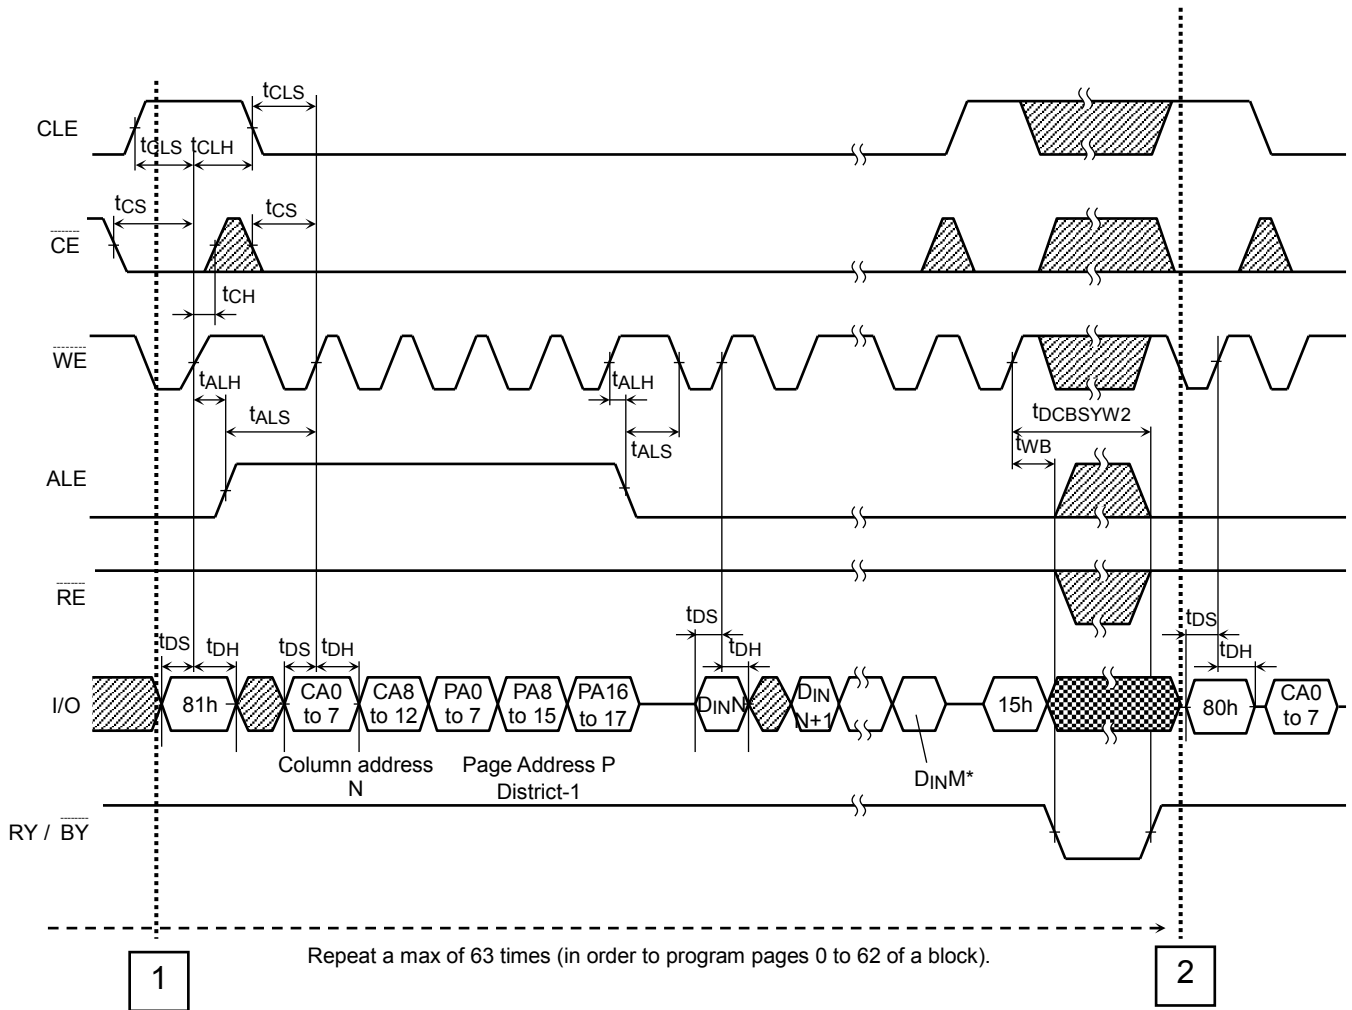 tCLS
CLE
tCLS
tCLH
tCS
tCS
CE
tCH
WE
tALH
tALH
tDCBSYW2
tALS
tALS
tWB
ALE
RE
tDS
tDH
tDS
tDH
tDS
tDH
tDS
tDH
I/O
81h
CA0 to 7
CA8 to 12
PA0 to 7
PA8 to 15
PA16 to 17
DINN
DIN N+1
15h
80h
CA0 to 7
Column address N
Page Address P District-1
DINM*
RY / BY
Repeat a max of 63 times (in order to program pages 0 to 62 of a block).
1
2